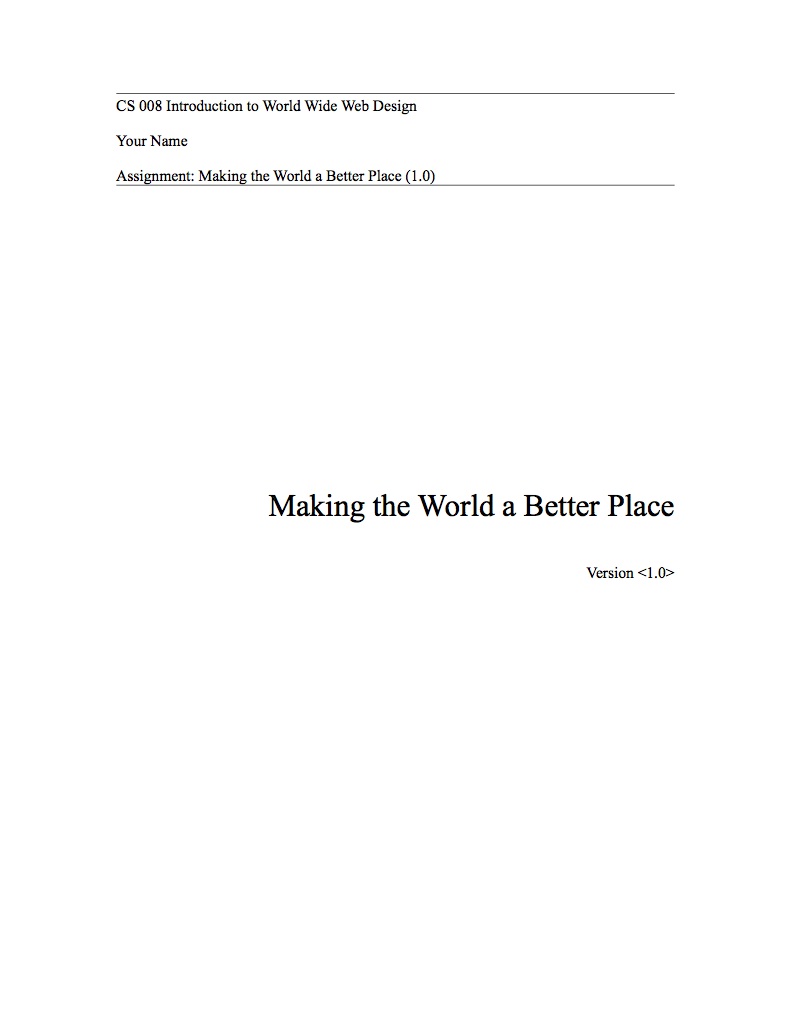 CS 008 Introduction to World Wide Web Design
Your Name
Assignment: Making the World a Better Place (1.0)
Making the World a Better Place
Version <1.0>